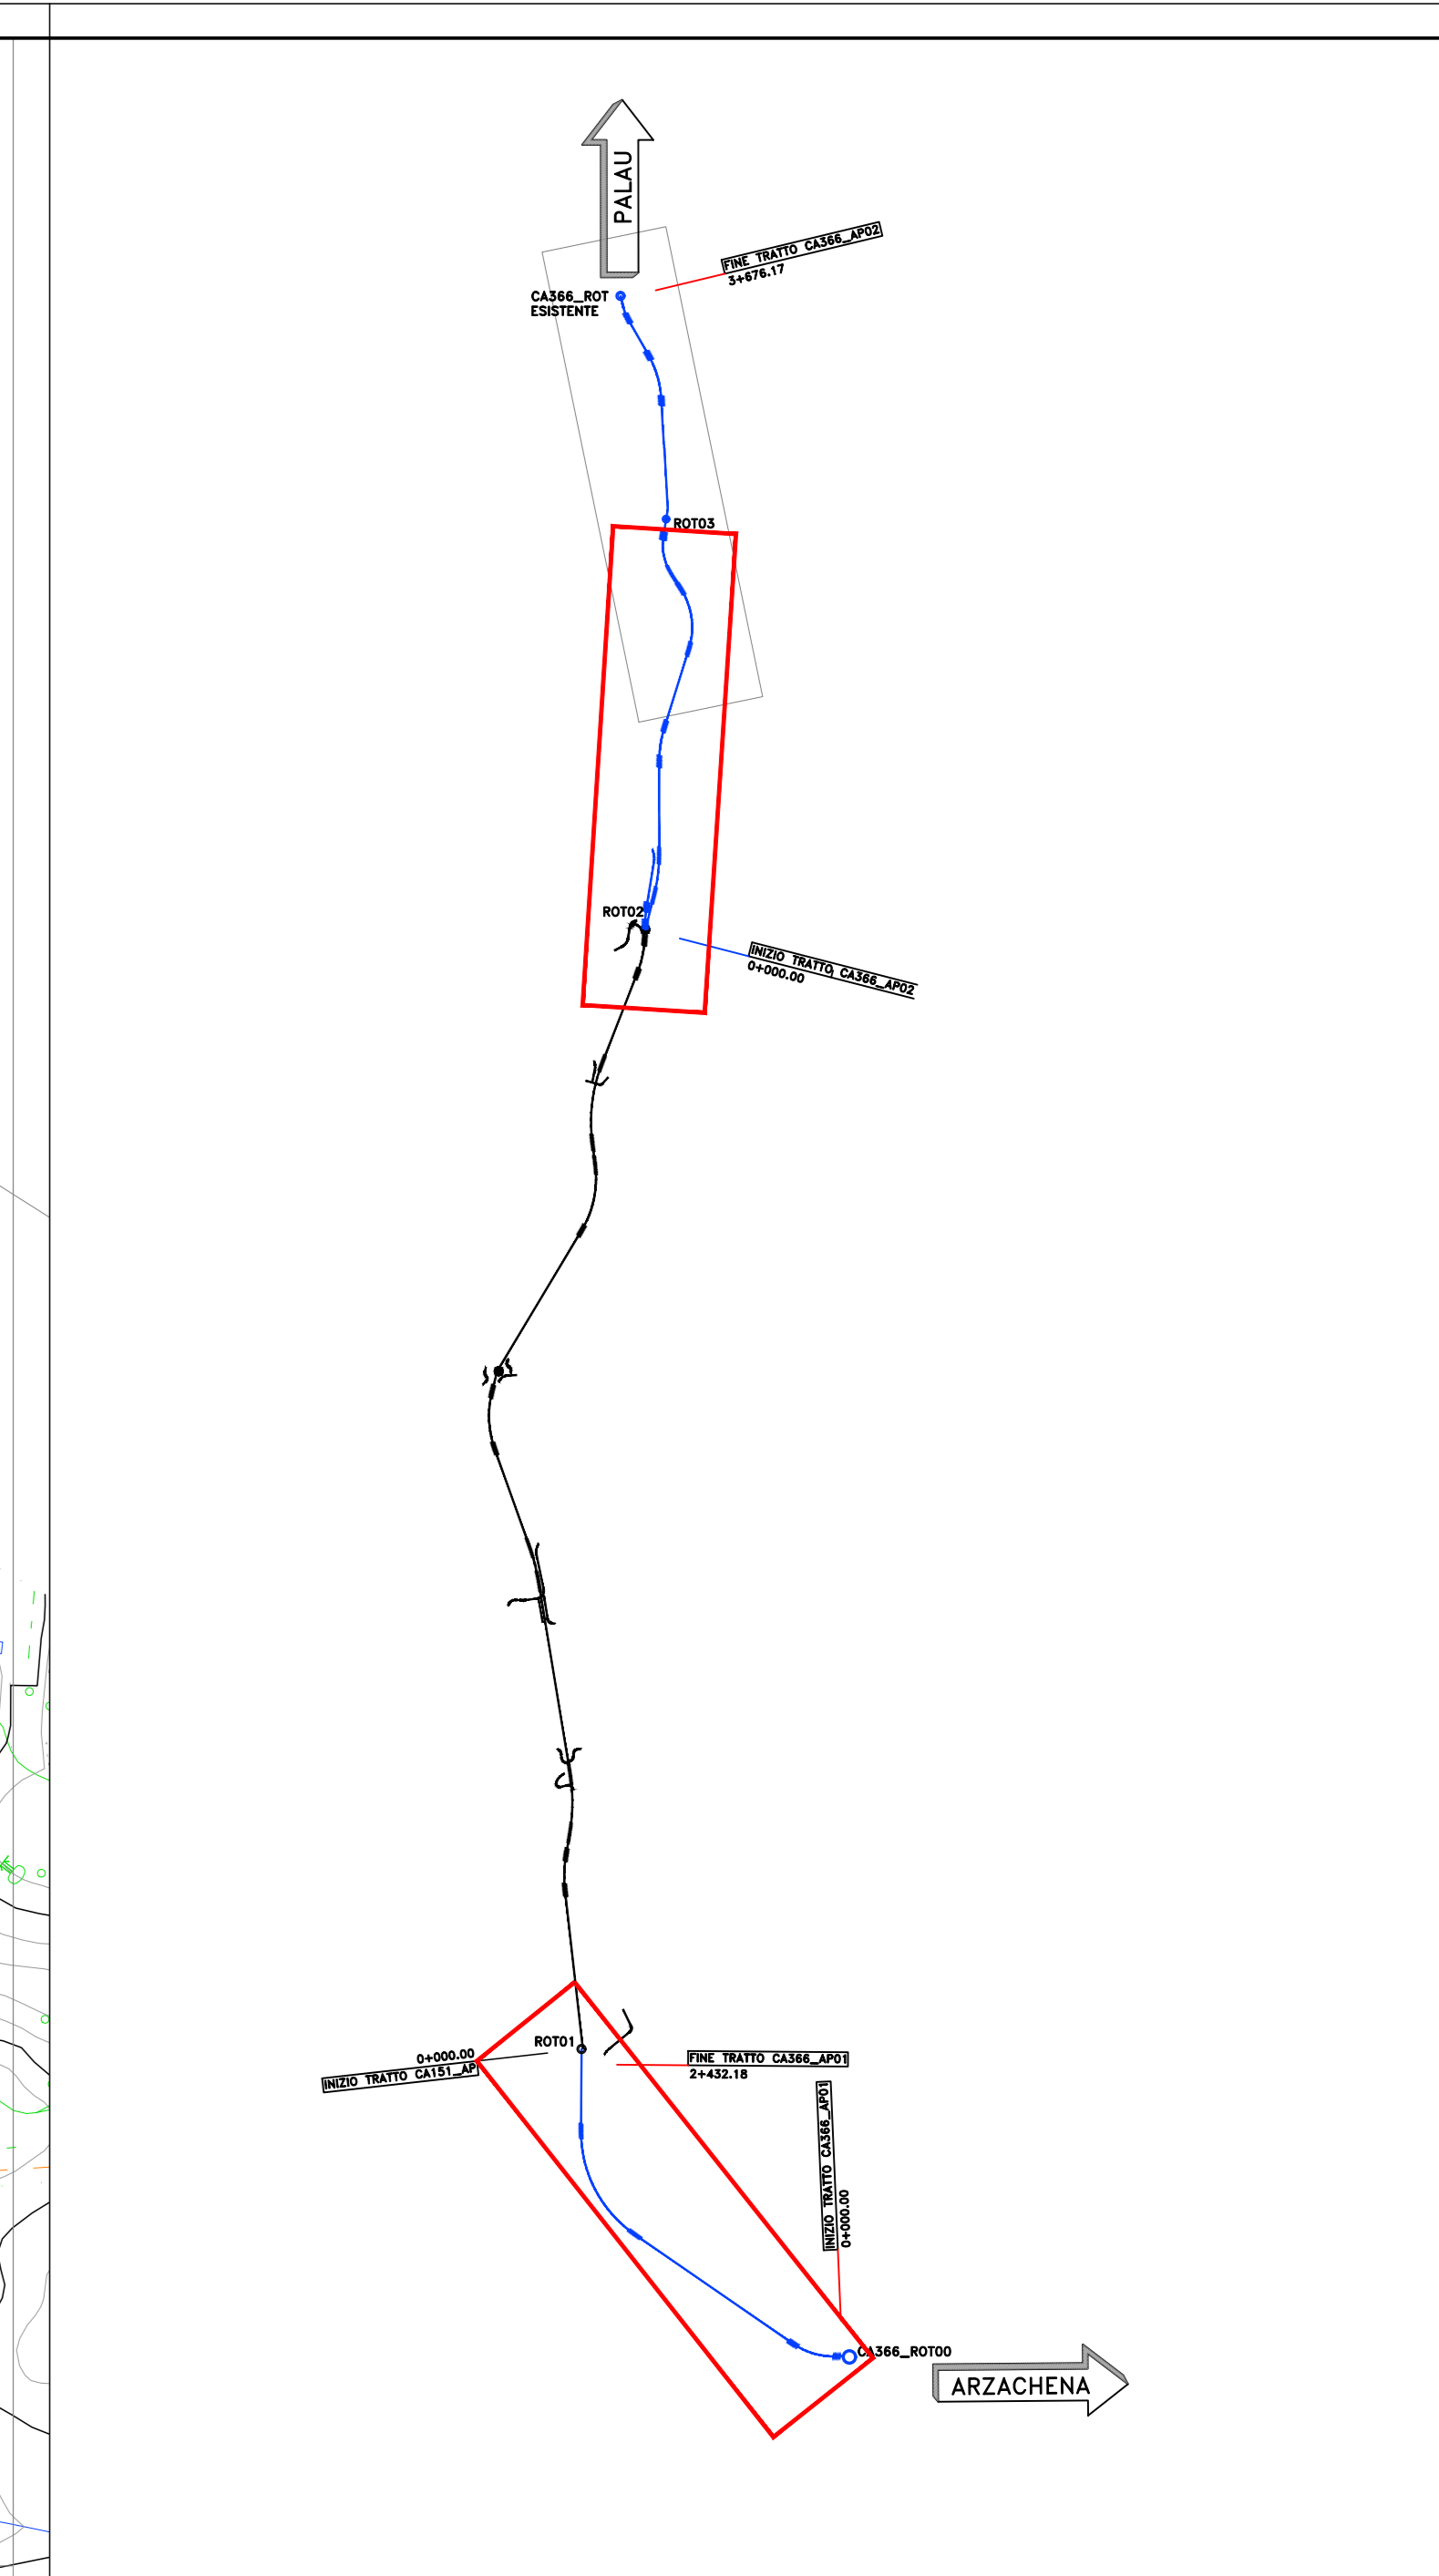 PALAU
FINE TRATTO CA366_AP02
3+676.17
CA366_ROT
ESISTENTE
ROT03
ROT02
INIZIO TRATTO CA366_AP02
0+000.00
ROT01
0+000.00
INIZIO TRATTO CA151_AP
FINE TRATTO CA366_AP01
2+432.18
INIZIO TRATTO CA366_AP01
0+000.00
CA366_ROT00
ARZACHENA